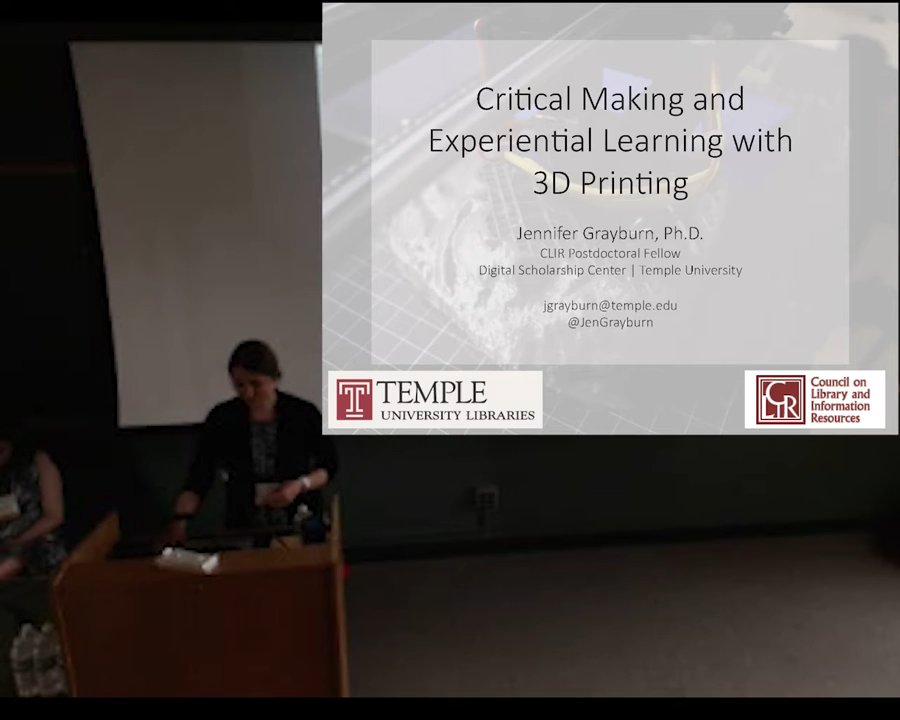 Critical Making and
Experiential Learning with
3D Printing
Jennifer Grayburn, Ph.D.
CLIR Postdoctoral Fellow
Digital Scholarship Center | Temple University
jgrayburn@temple.edu
@JenGrayburn
TEMPLE
UNIVERSITY LIBRARIES
CLIR
Council on
Library and
Information
Resources